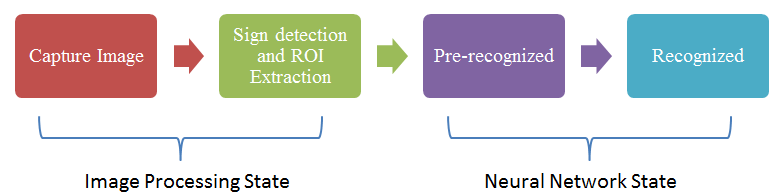 Capture Image
Sign detection
and ROI
Extraction
Pre-recognized
Recognized
Image Processing State
Neural Network State